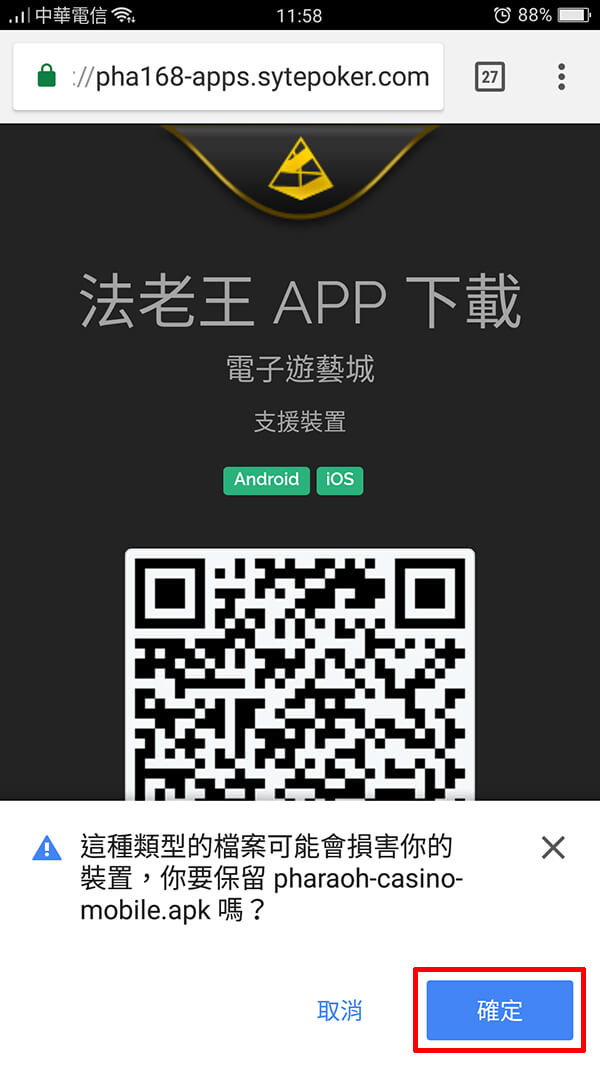 中華電信 11:58 88%
://pha168-apps.sytepoker.com 27
法老王 APP 下載
電子遊藝城
支援裝置
Android iOS
這種類型的檔案可能會損害你的
裝置，你要保留 pharaoh-casino-
mobile.apk 嗎？
取消 確定